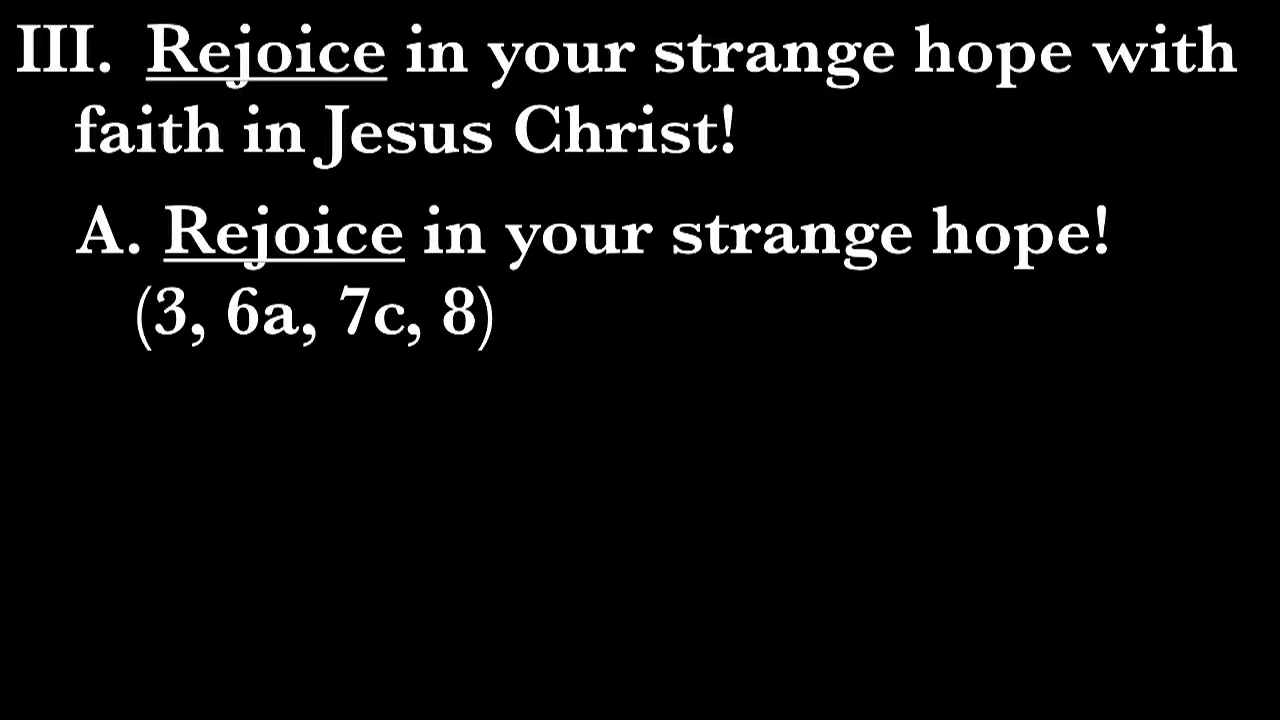 III. Rejoice in your strange hope with
faith in Jesus Christ!
A. Rejoice in your strange hope!
(3, 6a, 7c, 8)